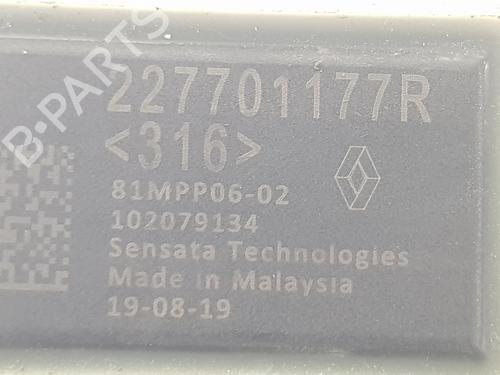 227701177R
<316>
81MPP06-02
102079134
Sensata Technologies
Made in Malaysia
19-08-19
B-PARTS